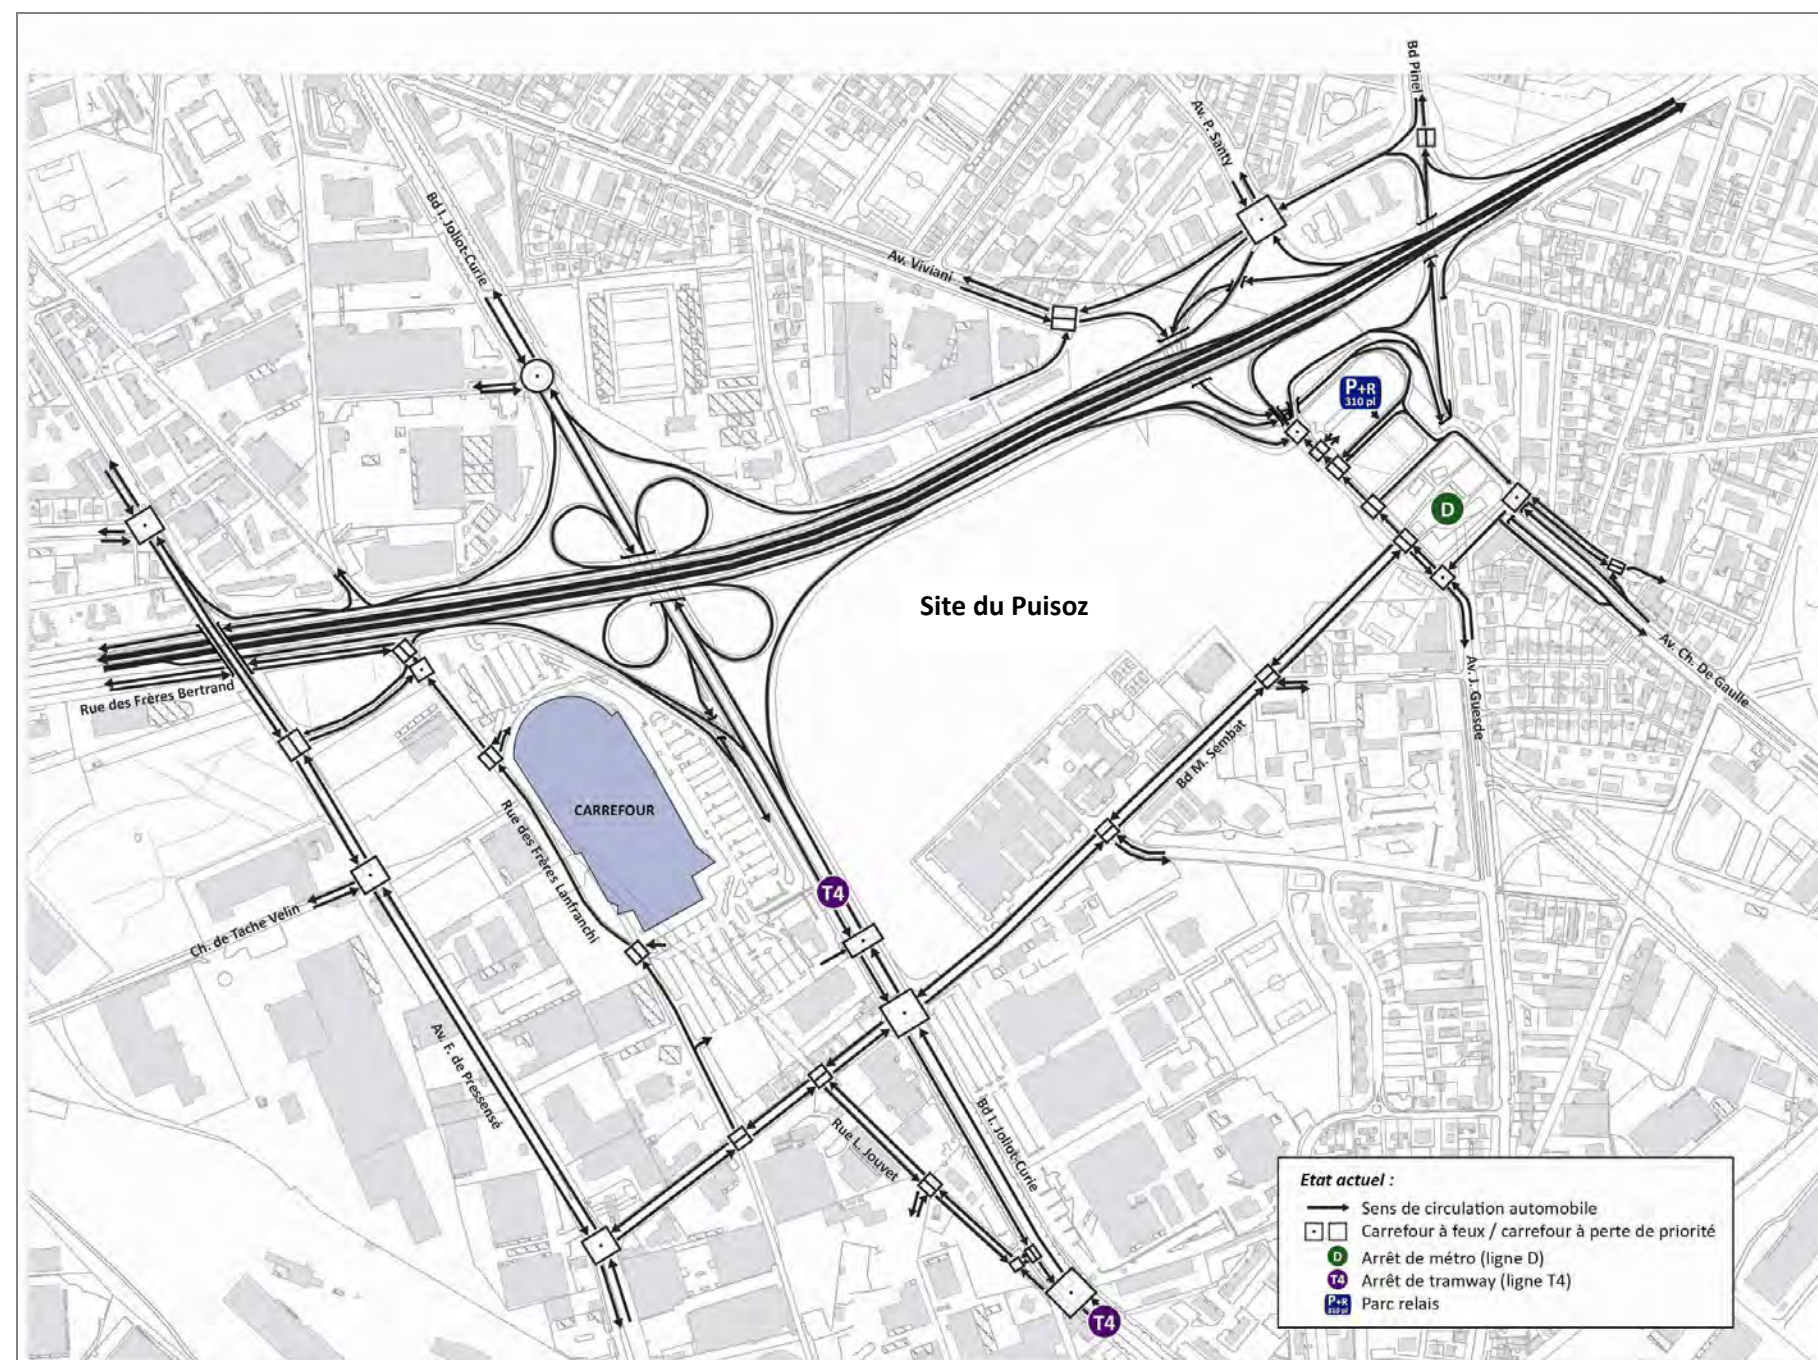 Bd Pinel
Av. P. Santy
Bd I. Joliot-Curie
Av. Viviani
P+R
310 pl
D
Site du Puisoz
Av. Ch. De Gaulle
Rue des Frères Bertrand
Av. J. Guesde
Bd M. Sembat
CARREFOUR
Rue des Frères Lanfranchi
T4
Ch. de Tache Velin
Av. F. de Pressensé
Rue L. Jouvet
Bd I. Joliot-Curie
T4
Etat actuel :
Sens de circulation automobile
Carrefour à feux / carrefour à perte de priorité
D Arrêt de métro (ligne D)
T4 Arrêt de tramway (ligne T4)
P+R 310 pl Parc relais